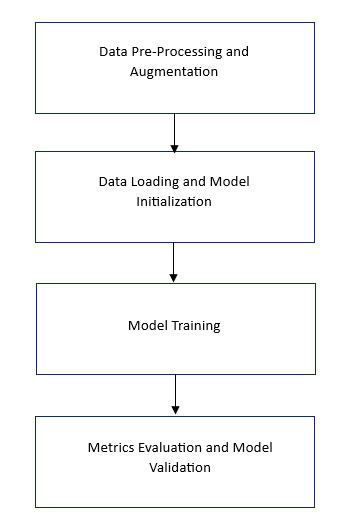 Data Pre-Processing and
Augmentation
Data Loading and Model
Initialization
Model Training
Metrics Evaluation and Model
Validation